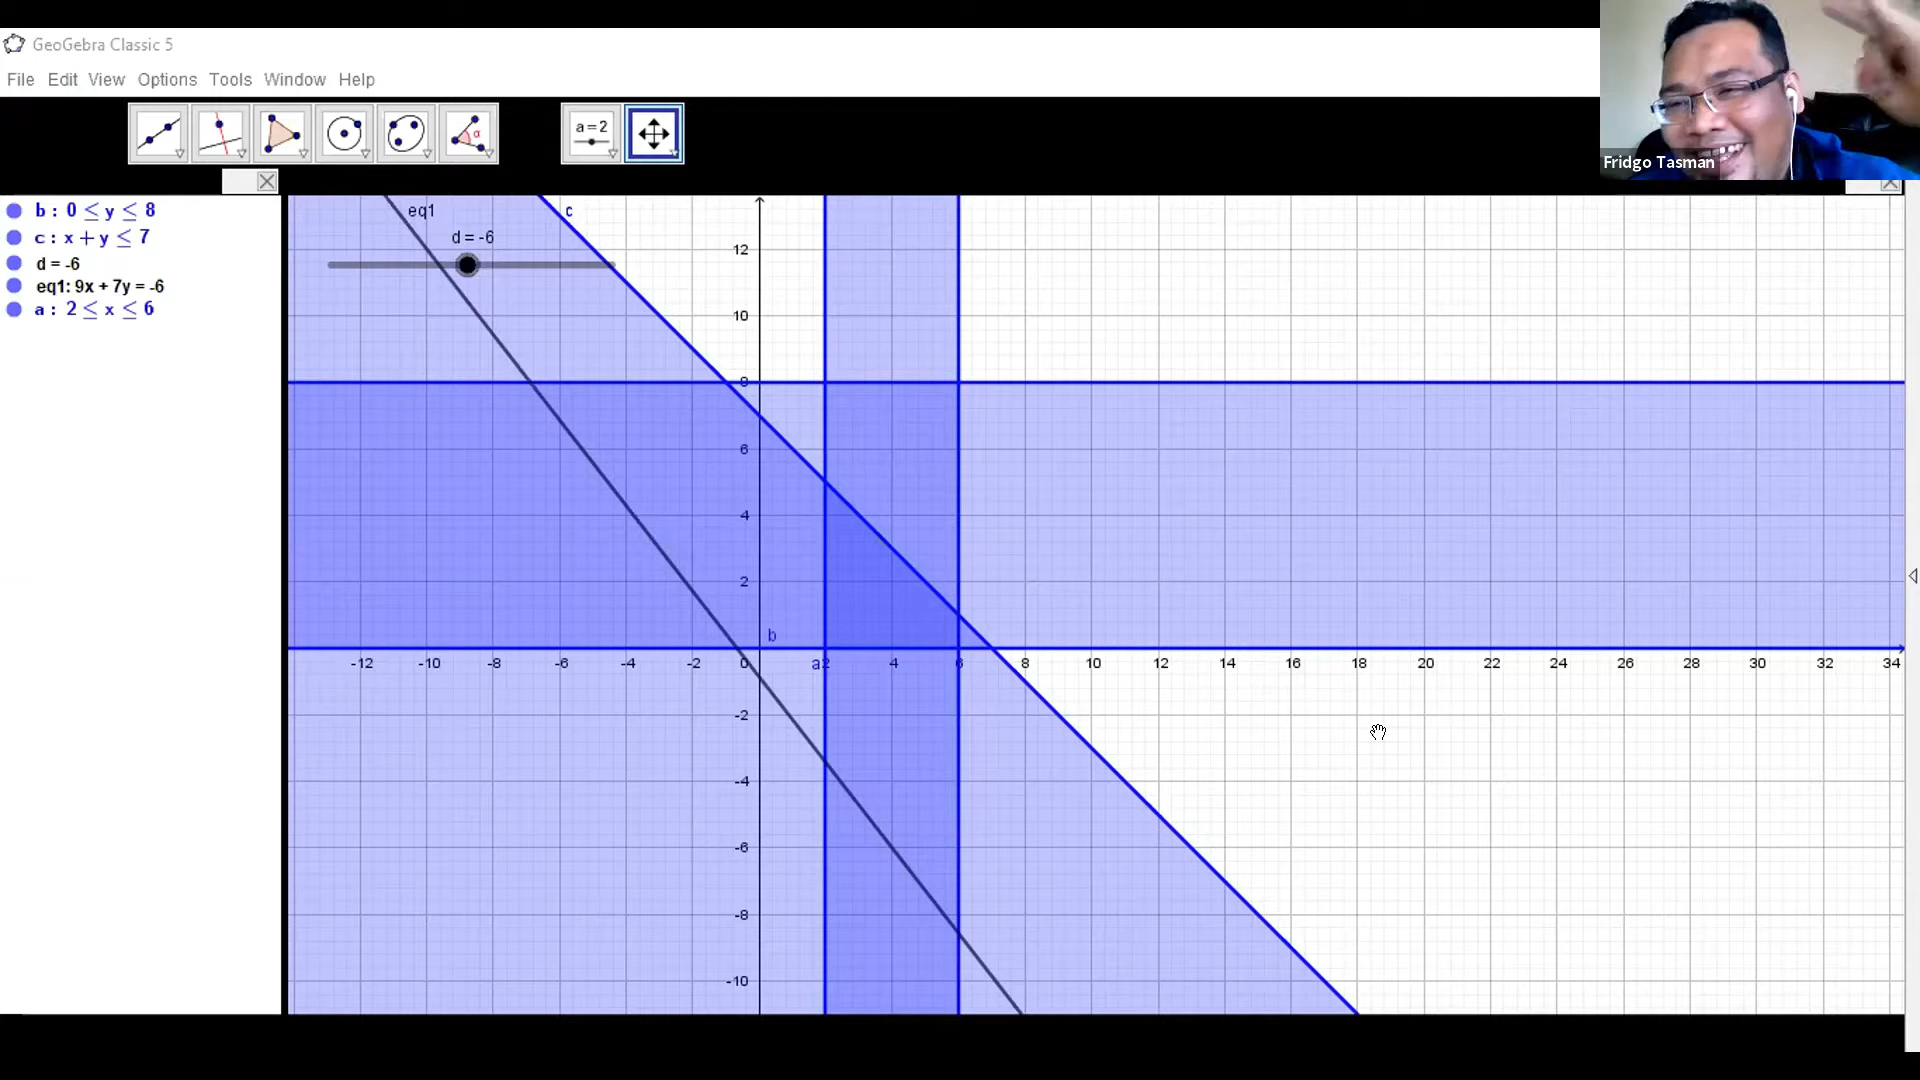 GeoGebra Classic 5
File Edit View Options Tools Window Help
a = 2
α
Fridgo Tasman
b : 0 ≤ y ≤ 8
c : x + y ≤ 7
d = -6
eq1: 9x + 7y = -6
a : 2 ≤ x ≤ 6
eq1
c
d = -6
12
10
8
6
4
2
b
-12 -10 -8 -6 -4 -2 0 a 2 4 6 8 10 12 14 16 18 20 22 24 26 28 30 32 34
-2
-4
-6
-8
-10